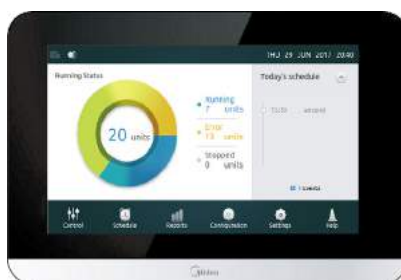 THU 29 JUN 2017 20:40
Running Status
Today's schedule
20 units
Running
7 units
Error
13 units
Stopped
0 units
Control
Schedule
Reports
Configuration
Settings
Help
Midea